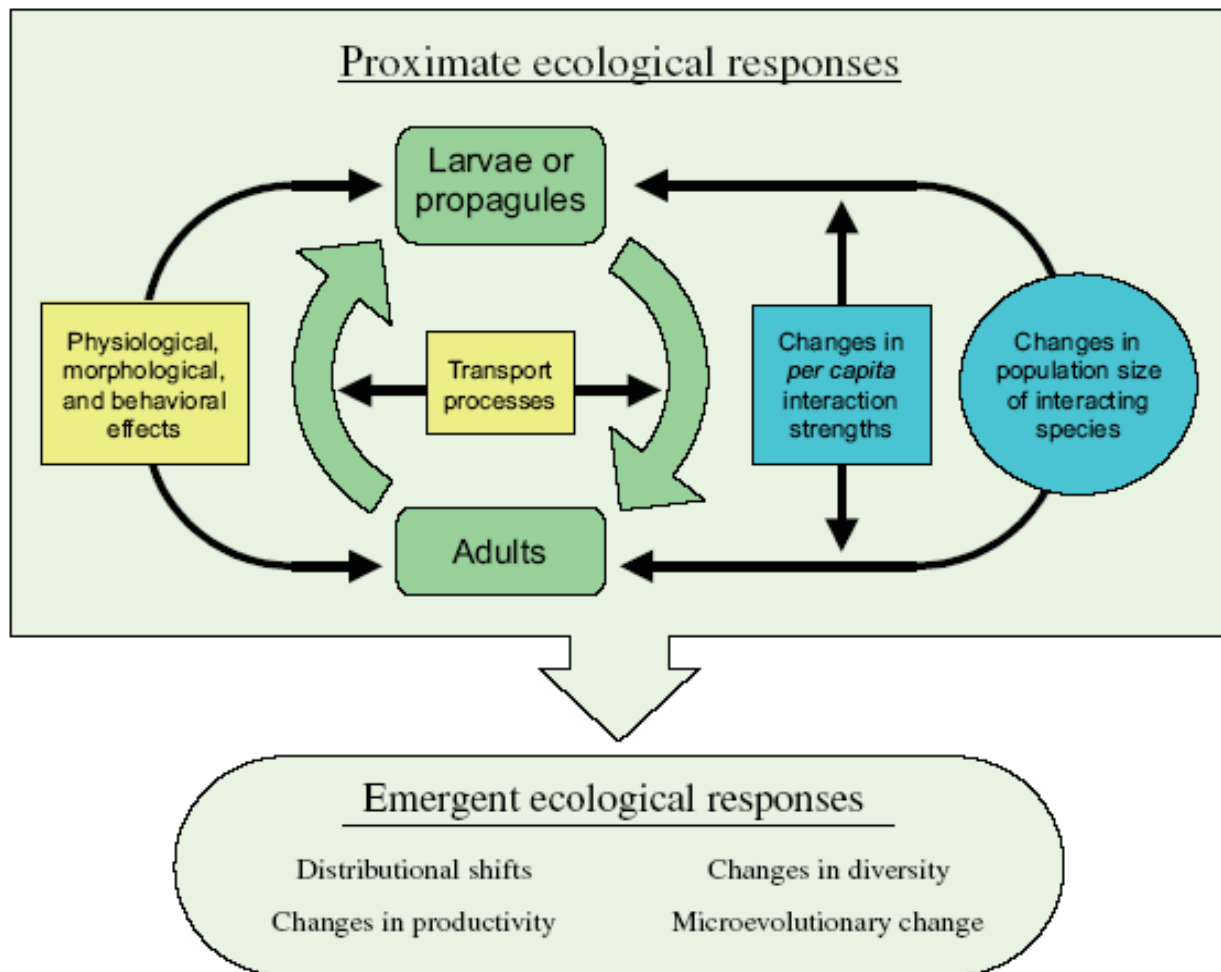 Proximate ecological responses
Larvae or
propagules
Physiological,
morphological,
and behavioral
effects
Transport
processes
Changes in
per capita
interaction
strengths
Changes in
population size
of interacting
species
Adults
Emergent ecological responses
Distributional shifts
Changes in diversity
Changes in productivity
Microevolutionary change